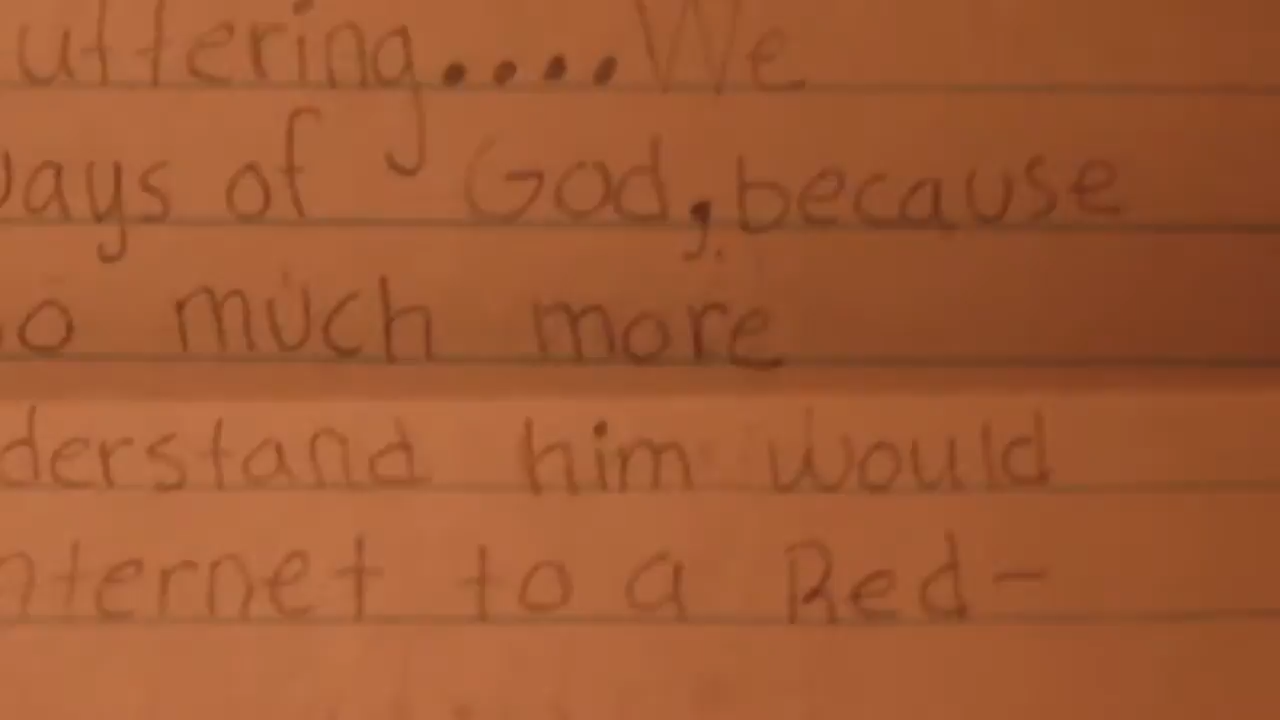 uffering....We
ays of God, because
o much more
derstand him would
nternet to a Red-